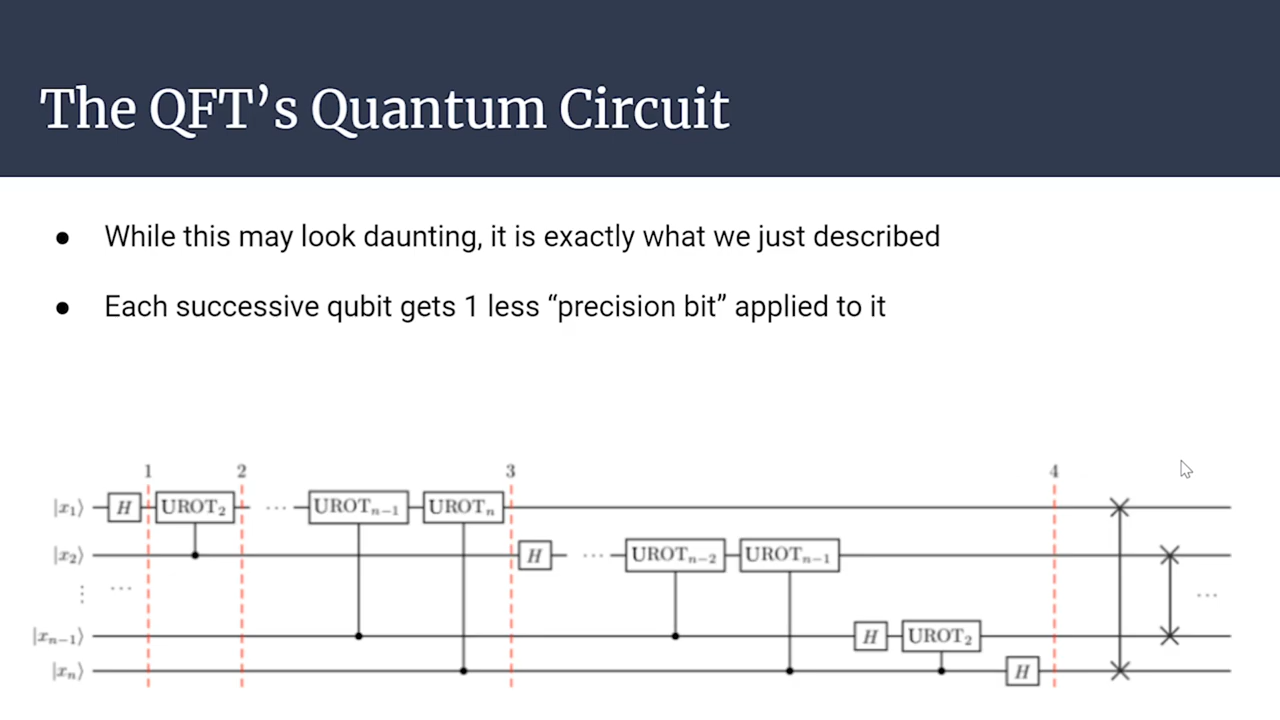 The QFT’s Quantum Circuit
● While this may look daunting, it is exactly what we just described
● Each successive qubit gets 1 less “precision bit” applied to it
1 2 3 4
|x₁⟩ H UROT₂ ··· UROTₙ₋₁ UROTₙ
|x₂⟩ H ··· UROTₙ₋₂ UROTₙ₋₁
⋮ ··· ···
|xₙ₋₁⟩ H UROT₂
|xₙ⟩ H